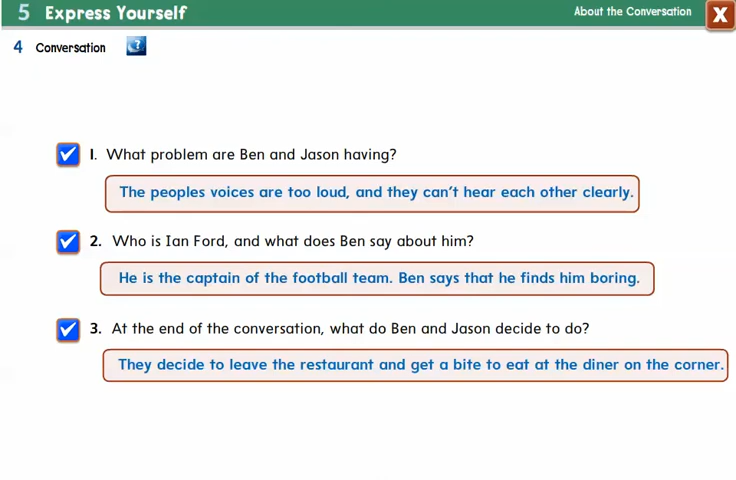 5 Express Yourself
About the Conversation
X
4 Conversation
?
1. What problem are Ben and Jason having?
The peoples voices are too loud, and they can't hear each other clearly.
2. Who is Ian Ford, and what does Ben say about him?
He is the captain of the football team. Ben says that he finds him boring.
3. At the end of the conversation, what do Ben and Jason decide to do?
They decide to leave the restaurant and get a bite to eat at the diner on the corner.